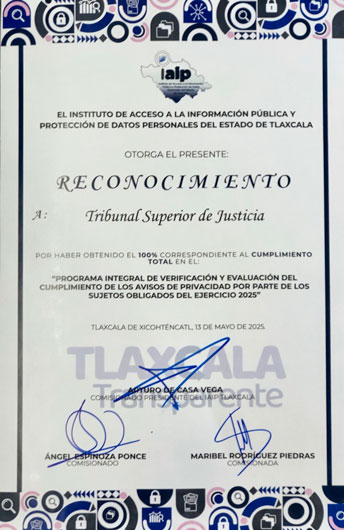 iaip
EL INSTITUTO DE ACCESO A LA INFORMACIÓN PÚBLICA Y
PROTECCIÓN DE DATOS PERSONALES DEL ESTADO DE TLAXCALA
OTORGA EL PRESENTE:
RECONOCIMIENTO
A: Tribunal Superior de Justicia
POR HABER OBTENIDO EL 100% CORRESPONDIENTE AL CUMPLIMIENTO
TOTAL EN EL:
“PROGRAMA INTEGRAL DE VERIFICACIÓN Y EVALUACIÓN DEL
CUMPLIMIENTO DE LOS AVISOS DE PRIVACIDAD POR PARTE DE LOS
SUJETOS OBLIGADOS DEL EJERCICIO 2025”
TLAXCALA DE XICOHTÉNCATL, 13 DE MAYO DE 2025.
TLAXCALA
Transparente
ARTURO DE CASA VEGA
COMISIONADO PRESIDENTE DEL IAIP TLAXCALA
ÁNGEL ESPINOZA PONCE
COMISIONADO
MARIBEL RODRÍGUEZ PIEDRAS
COMISIONADA